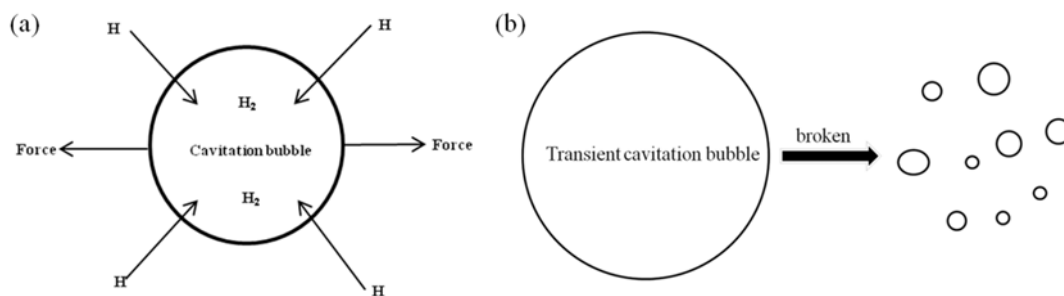 (a)
H
H
H₂
Force
Cavitation bubble
Force
H₂
H
H
(b)
Transient cavitation bubble
broken